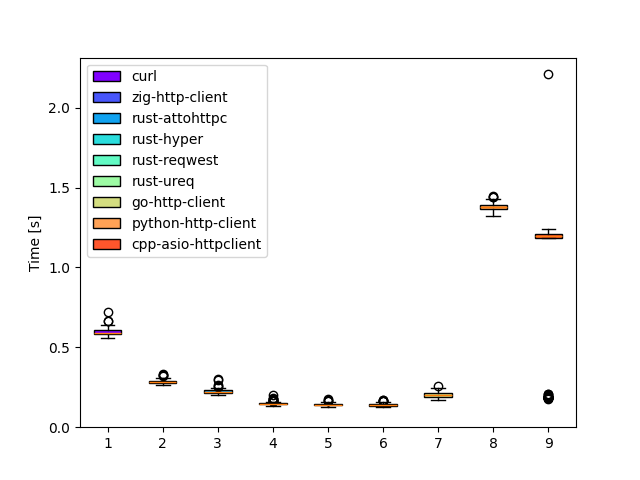 curl
zig-http-client
rust-attohttpc
rust-hyper
rust-reqwest
rust-ureq
go-http-client
python-http-client
cpp-asio-httpclient
Time [s]
2.0
1.5
1.0
0.5
0.0
1 2 3 4 5 6 7 8 9